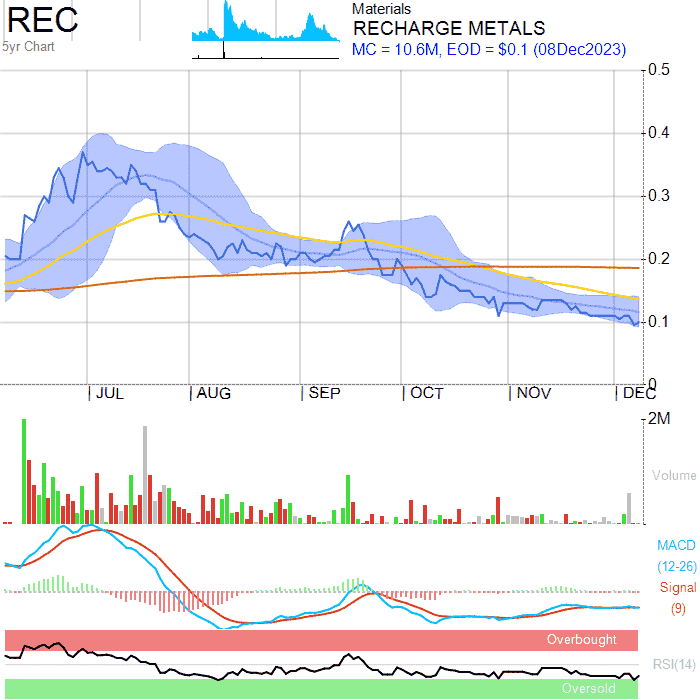 REC
5yr Chart
Materials
RECHARGE METALS
MC = 10.6M, EOD = $0.1 (08Dec2023)
0.5
0.4
0.3
0.2
0.1
0
JUL AUG SEP OCT NOV DEC
2M
Volume
MACD
(12-26)
Signal
(9)
Overbought
RSI(14)
Oversold